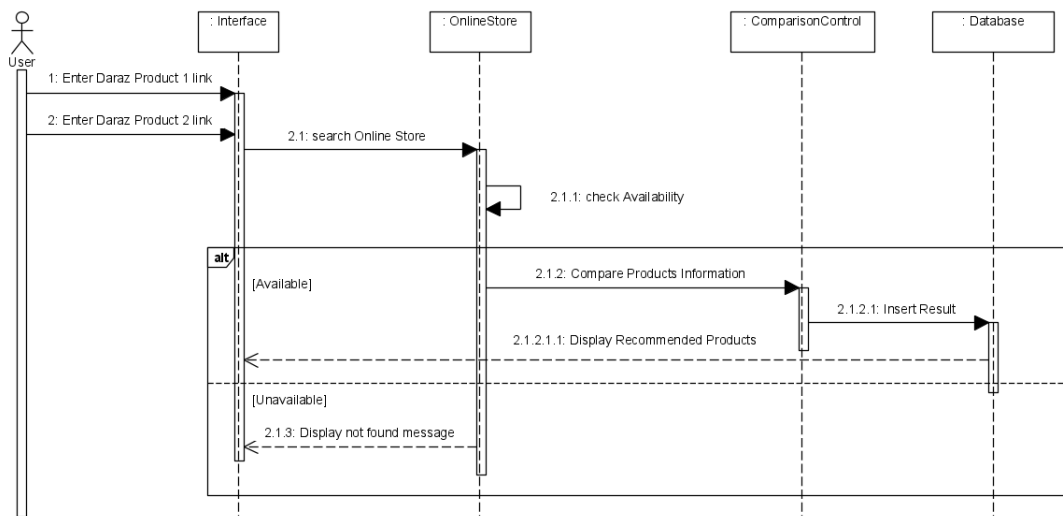 : Interface
: OnlineStore
: ComparisonControl
: Database
User
1: Enter Daraz Product 1 link
2: Enter Daraz Product 2 link
2.1: search Online Store
2.1.1: check Availability
alt
2.1.2: Compare Products Information
[Available]
2.1.2.1: Insert Result
2.1.2.1.1: Display Recommended Products
[Unavailable]
2.1.3: Display not found message